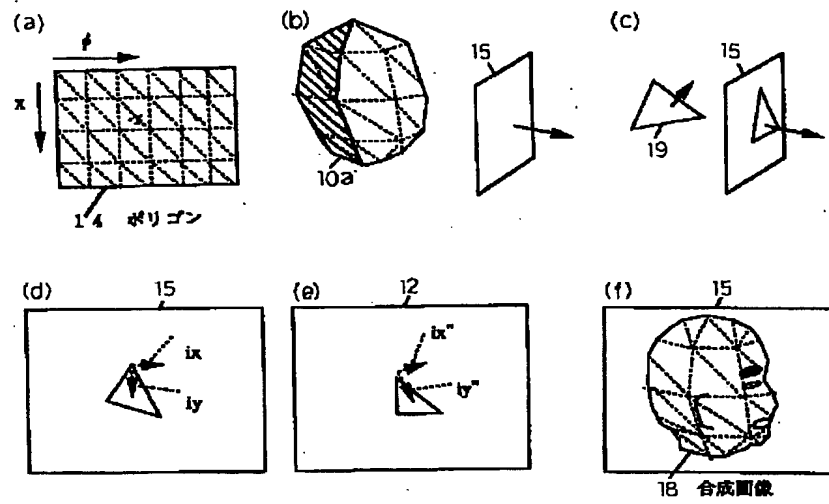 (a)
φ
x
14 ポリゴン
(b)
10a
15
(c)
15
19
(d)
15
ix
iy
(e)
12
ix"
iy"
(f)
15
18 合成画像